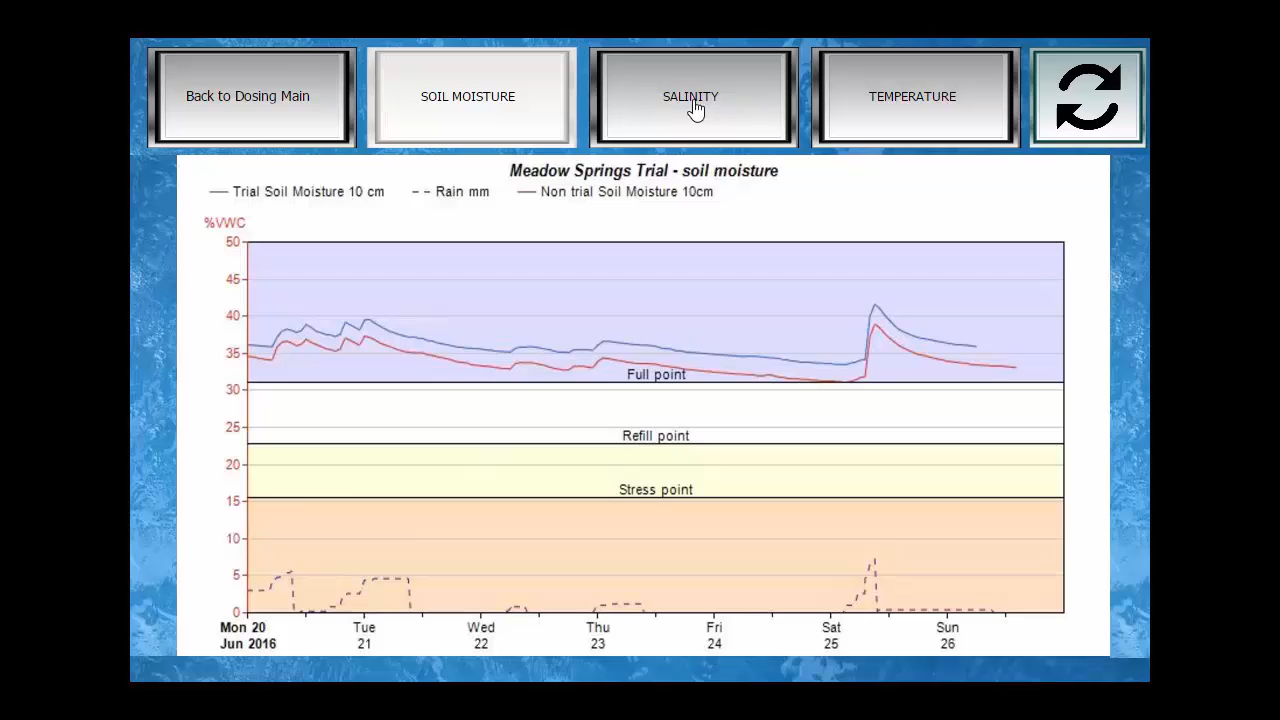 Back to Dosing Main
SOIL MOISTURE
SALINITY
TEMPERATURE
Meadow Springs Trial - soil moisture
Trial Soil Moisture 10 cm
Rain mm
Non trial Soil Moisture 10cm
%VWC
50
45
40
35
Full point
30
25
Refill point
20
Stress point
15
10
5
0
Mon 20 Tue Wed Thu Fri Sat Sun
Jun 2016 21 22 23 24 25 26